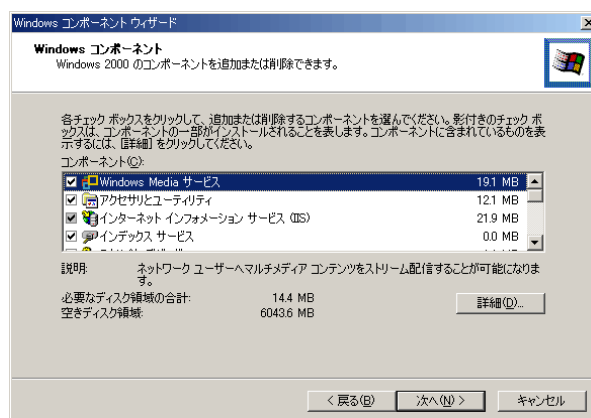 Windows コンポーネント ウィザード
Windows コンポーネント
Windows 2000 のコンポーネントを追加または削除できます。
各チェック ボックスをクリックして、追加または削除するコンポーネントを選んでください。影付きのチェック ボ
ックスは、コンポーネントの一部がインストールされることを表します。コンポーネントに含まれているものを表
示するには、[詳細] をクリックしてください。
コンポーネント(C):
Windows Media サービス 19.1 MB
アクセサリとユーティリティ 12.1 MB
インターネット インフォメーション サービス (IIS) 21.9 MB
インデックス サービス 0.0 MB
説明: ネットワーク ユーザーへマルチメディア コンテンツをストリーム配信することが可能になりま
す。
必要なディスク領域の合計: 14.4 MB
空きディスク領域: 6043.6 MB
詳細(D)...
< 戻る(B)
次へ(N) >
キャンセル